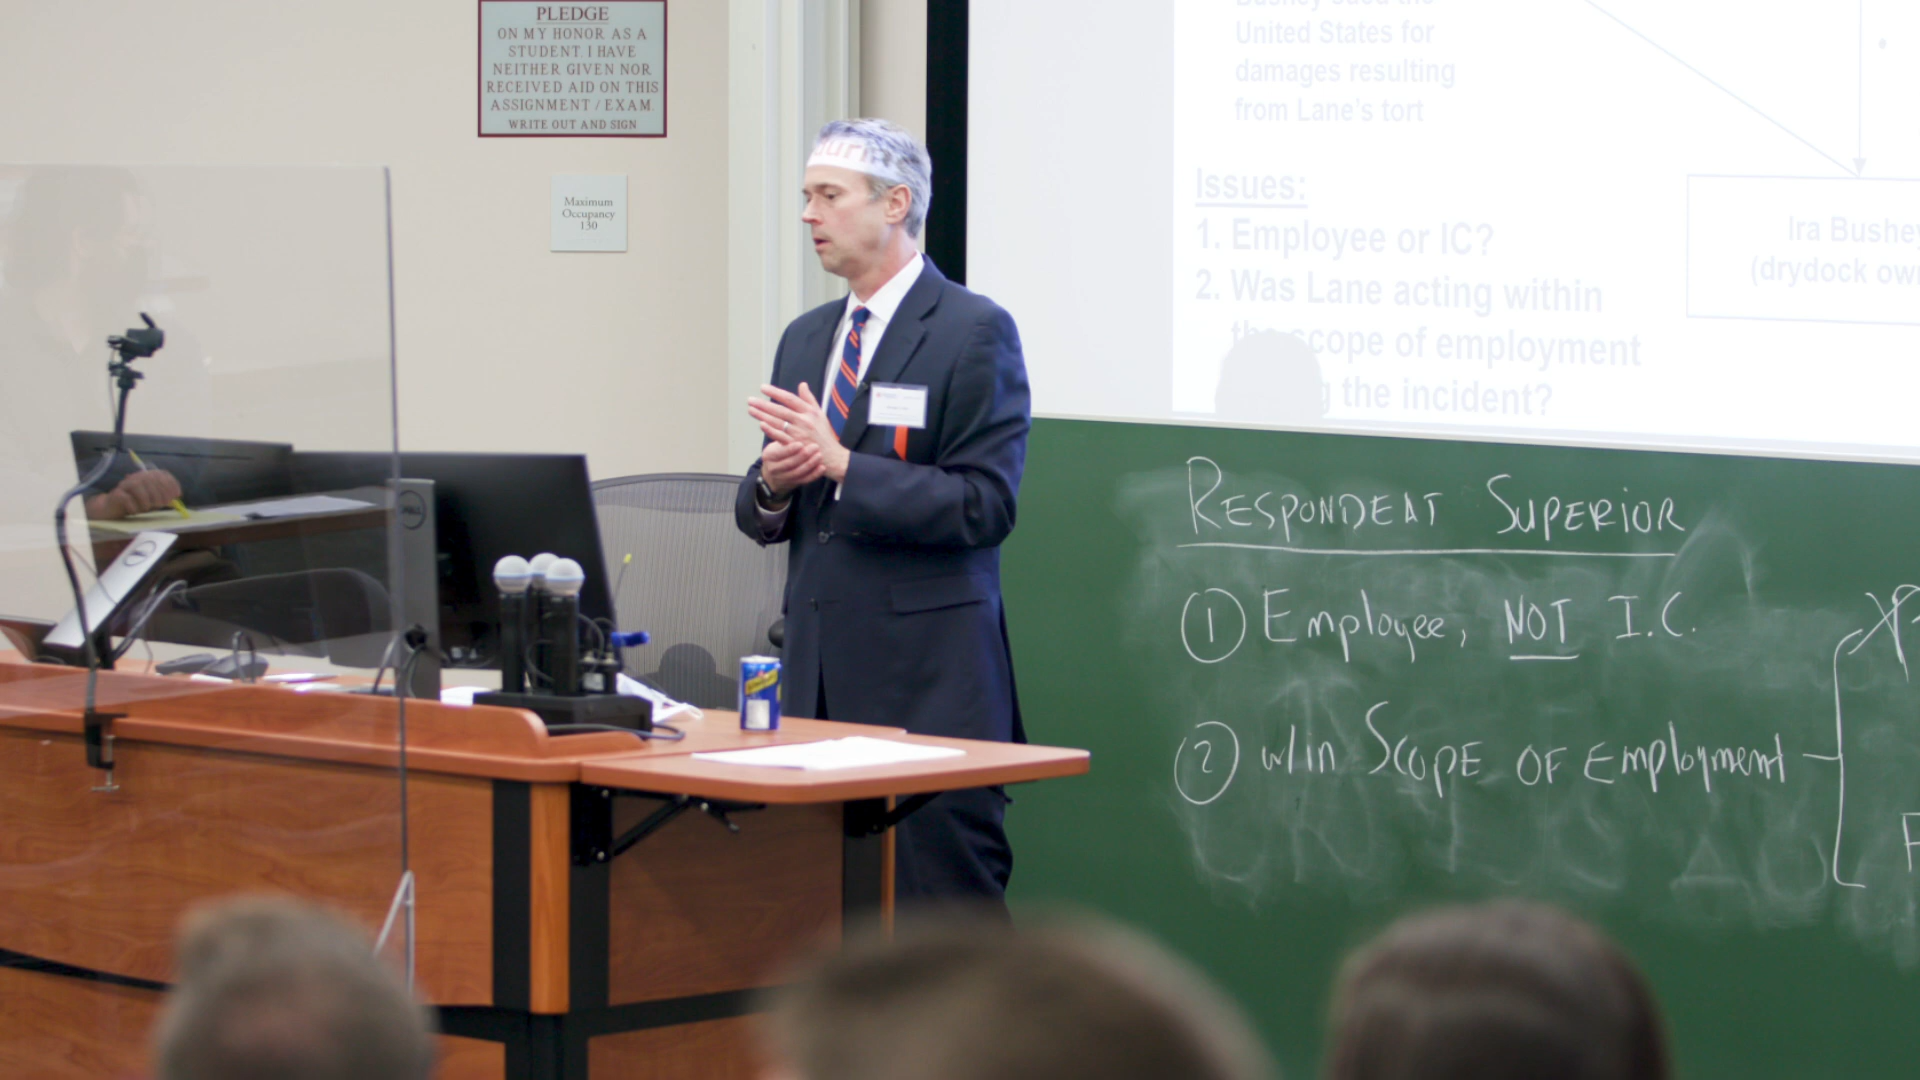 PLEDGE
ON MY HONOR AS A
STUDENT, I HAVE
NEITHER GIVEN NOR
RECEIVED AID ON THIS
ASSIGNMENT / EXAM.
WRITE OUT AND SIGN
Maximum
Occupancy
130
United States for
damages resulting
from Lane's tort
Issues:
1. Employee or IC?
2. Was Lane acting within
scope of employment
the incident?
Ira Bushey
(drydock
DELL
RESPONDEAT SUPERIOR
① Employee, NOT I.C.
② w/in SCOPE OF Employment